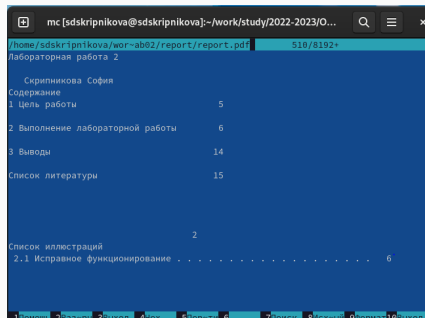 mc [sdskripnikova@sdskripnikova]:~/work/study/2022-2023/О...
/home/sdskripnikova/wor~ab02/report/report.pdf 510/8192+
Лабораторная работа 2
Скрипникова София
Содержание
1 Цель работы 5
2 Выполнение лабораторной работы 6
3 Выводы 14
Список литературы 15
2
Список иллюстраций
2.1 Исправное функционирование . . . . . . . . . . . . . . . . . . . 6